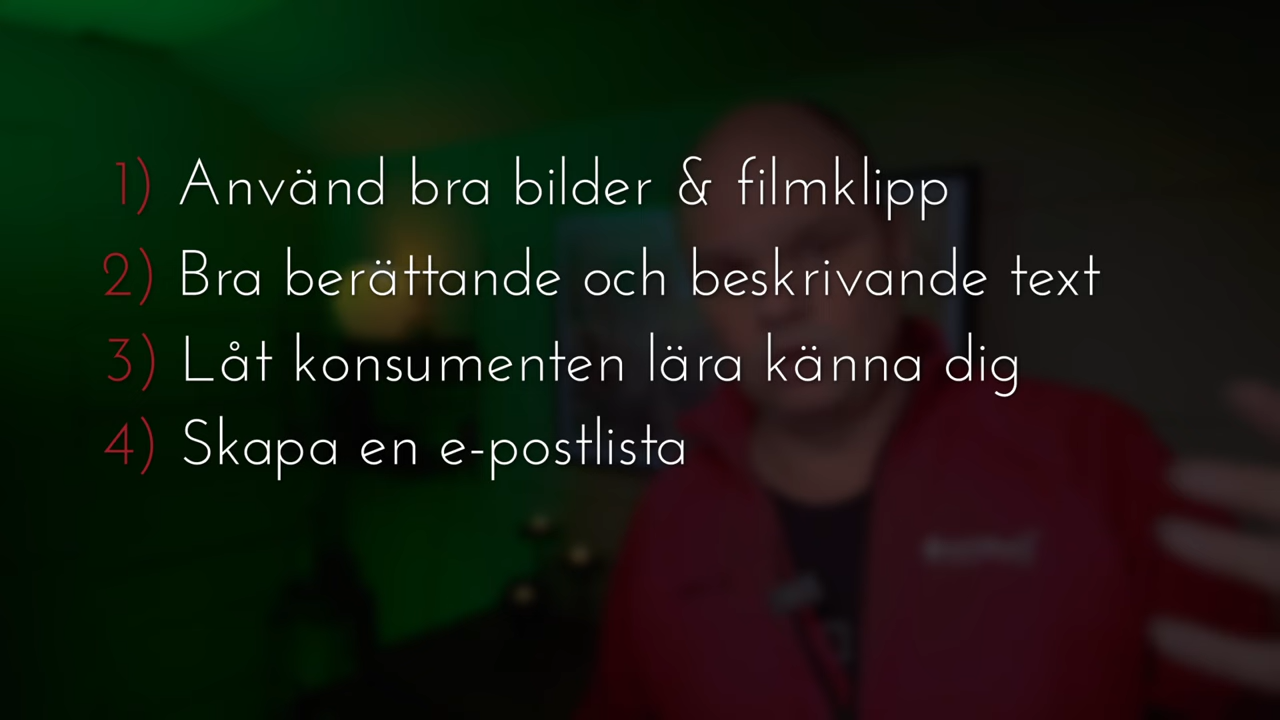 1) Använd bra bilder & filmklipp
2) Bra berättande och beskrivande text
3) Låt konsumenten lära känna dig
4) Skapa en e-postlista